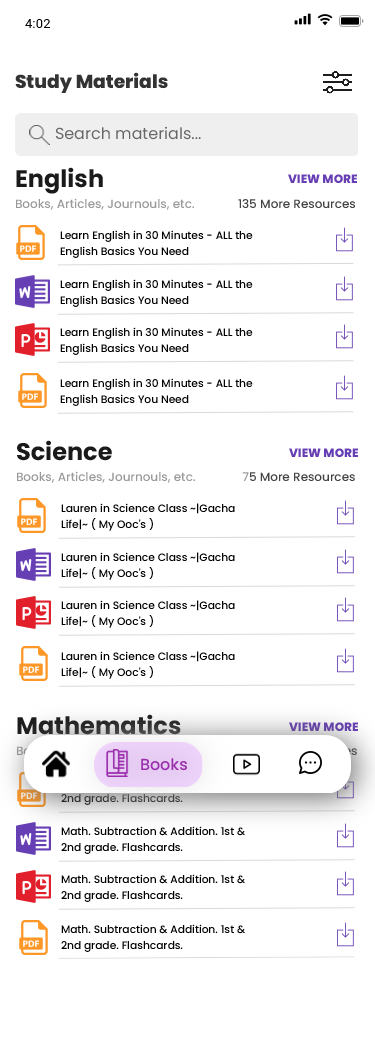 4:02
Study Materials
Search materials...
English
VIEW MORE
Books, Articles, Journouls, etc.
135 More Resources
PDF
Learn English in 30 Minutes - ALL the
English Basics You Need
W
Learn English in 30 Minutes - ALL the
English Basics You Need
P
Learn English in 30 Minutes - ALL the
English Basics You Need
PDF
Learn English in 30 Minutes - ALL the
English Basics You Need
Science
VIEW MORE
Books, Articles, Journouls, etc.
75 More Resources
PDF
Lauren in Science Class ~|Gacha
Life|~ ( My Ooc's )
W
Lauren in Science Class ~|Gacha
Life|~ ( My Ooc's )
P
Lauren in Science Class ~|Gacha
Life|~ ( My Ooc's )
PDF
Lauren in Science Class ~|Gacha
Life|~ ( My Ooc's )
Mathematics
VIEW MORE
Books
PDF
2nd grade. Flashcards.
W
Math. Subtraction & Addition. 1st &
2nd grade. Flashcards.
P
Math. Subtraction & Addition. 1st &
2nd grade. Flashcards.
PDF
Math. Subtraction & Addition. 1st &
2nd grade. Flashcards.